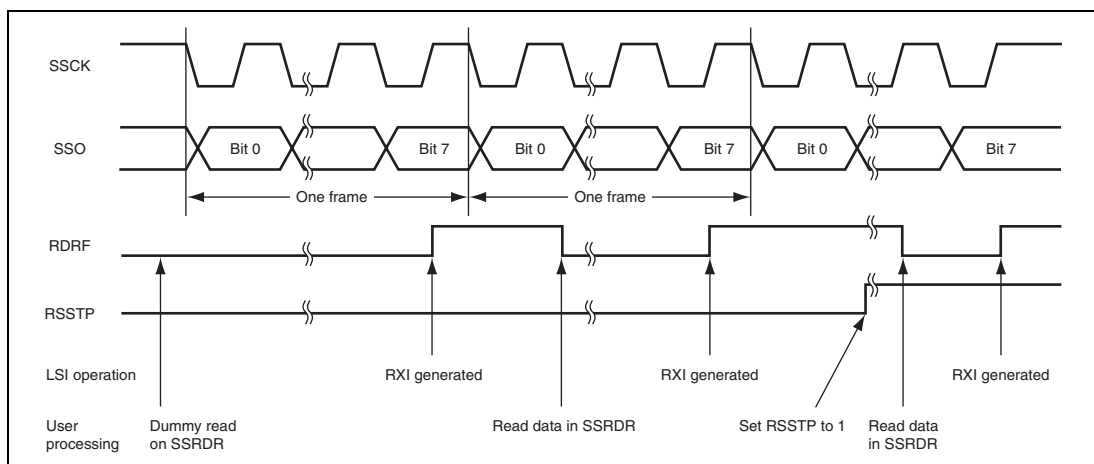 SSCK
SSO
Bit 0
Bit 7
Bit 0
Bit 7
Bit 0
Bit 7
One frame
One frame
RDRF
RSSTP
LSI operation
RXI generated
RXI generated
RXI generated
User
processing
Dummy read
on SSRDR
Read data in SSRDR
Set RSSTP to 1
Read data
in SSRDR